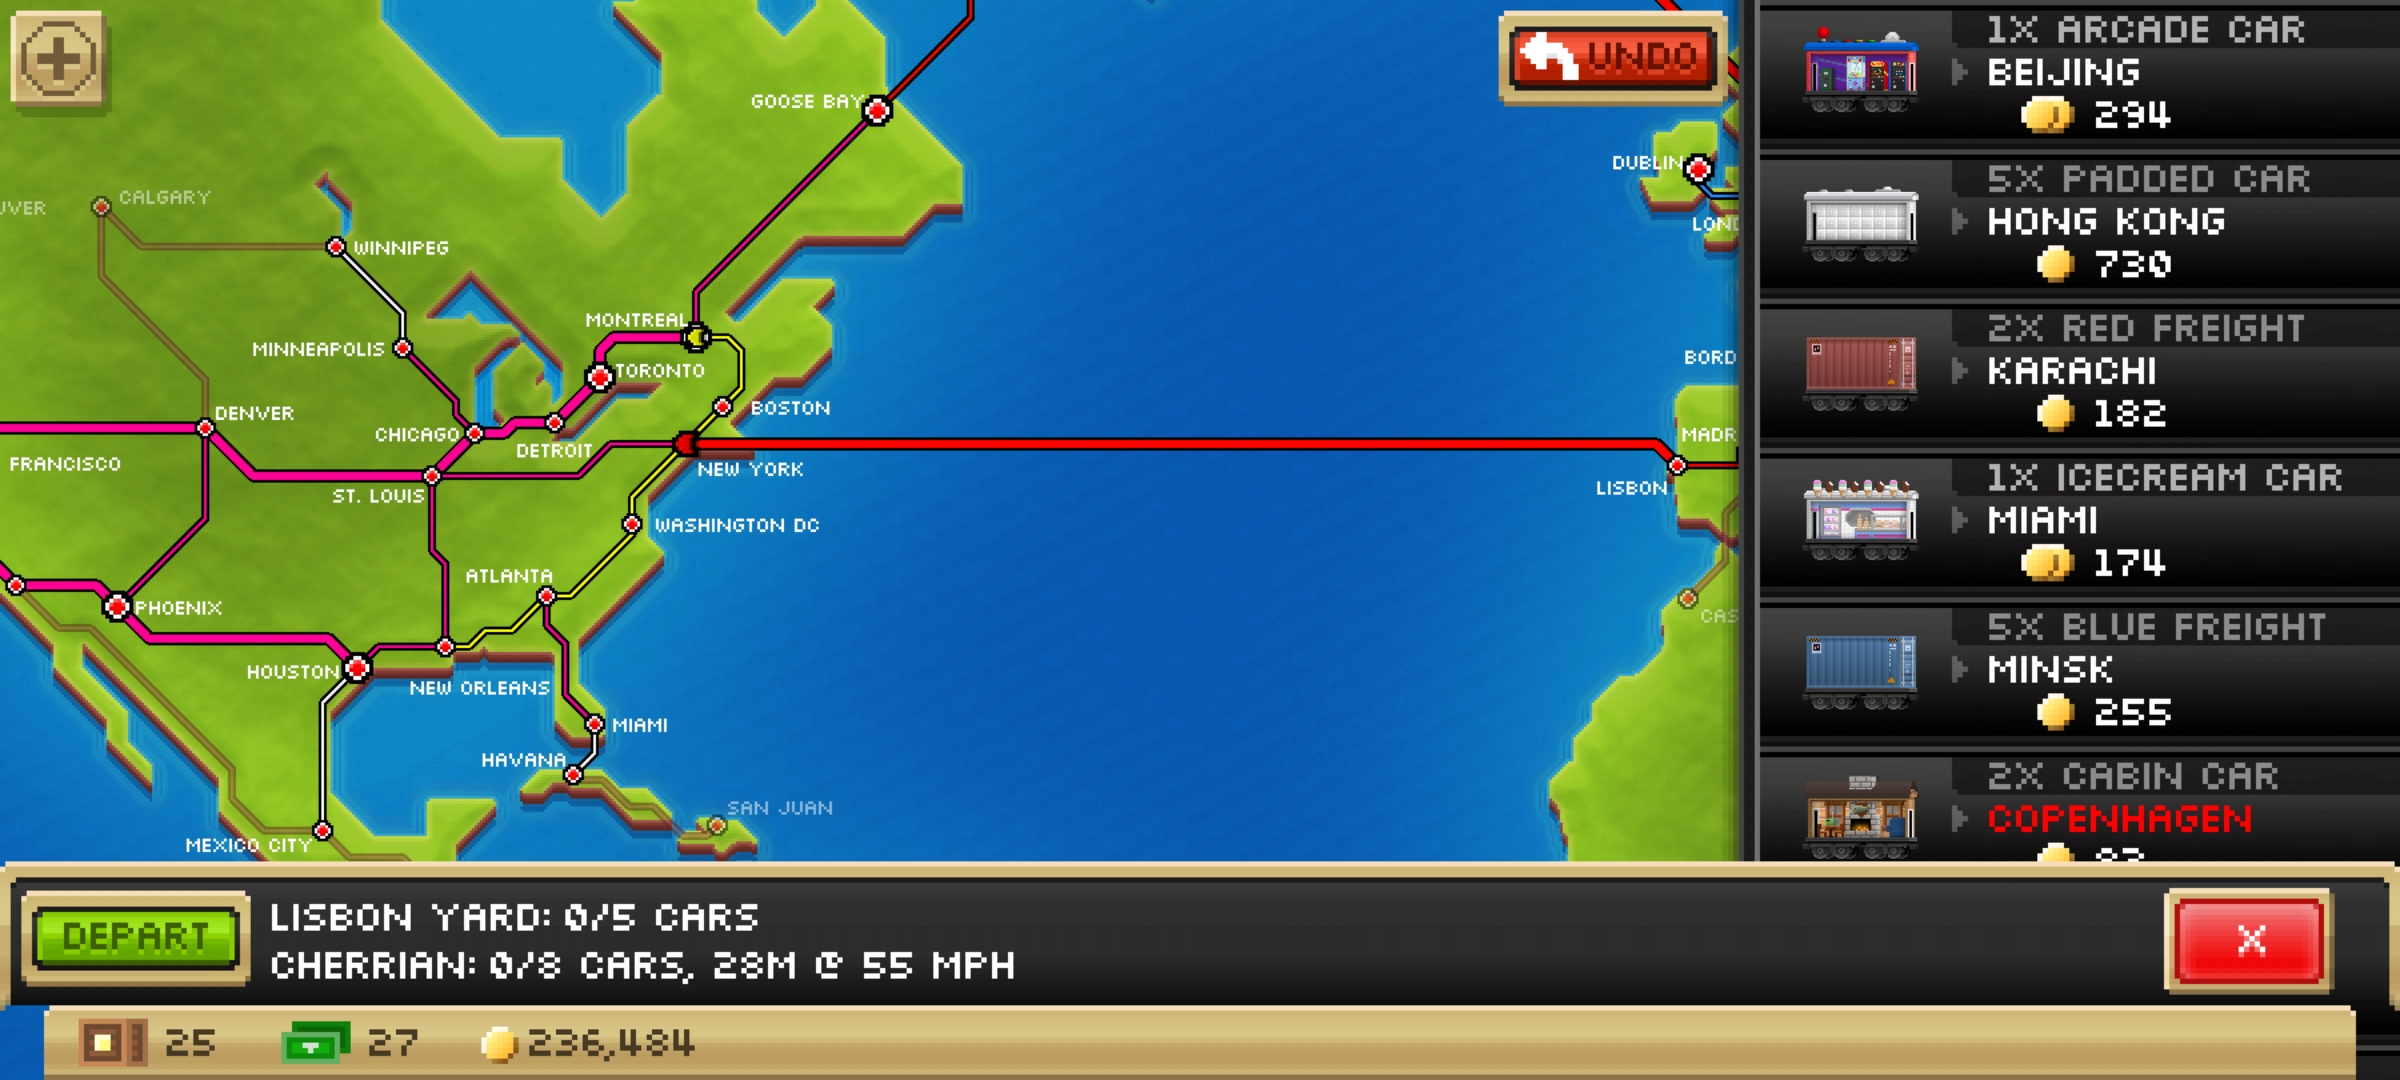 GOOSE BAY
UNDO
DUBLIN
CALGARY
WINNIPEG
MONTREAL
MINNEAPOLIS
TORONTO
DENVER
BOSTON
CHICAGO
DETROIT
FRANCISCO
NEW YORK
ST. LOUIS
LISBON
WASHINGTON DC
ATLANTA
PHOENIX
HOUSTON
NEW ORLEANS
MIAMI
HAVANA
SAN JUAN
MEXICO CITY
1X ARCADE CAR
BEIJING
294
5X PADDED CAR
HONG KONG
730
2X RED FREIGHT
KARACHI
182
1X ICECREAM CAR
MIAMI
174
5X BLUE FREIGHT
MINSK
255
2X CABIN CAR
COPENHAGEN
DEPART
LISBON YARD: 0/5 CARS
CHERRIAN: 0/8 CARS, 28M @ 55 MPH
X
25
27
236,484